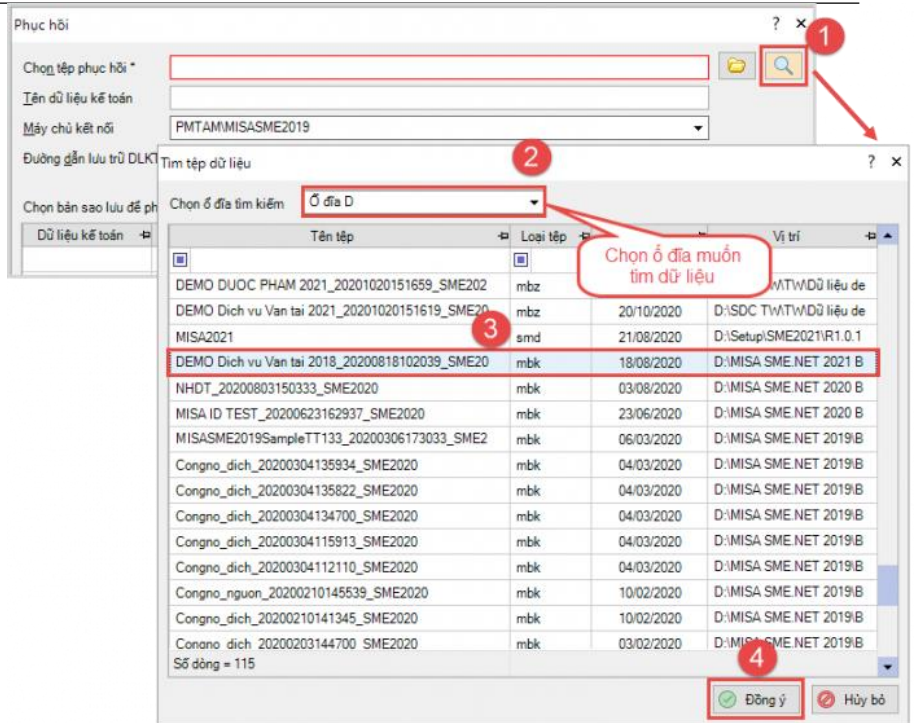 Phục hồi ? ×
1
Chọn tệp phục hồi *
Tên dữ liệu kế toán
Máy chủ kết nối PMTAM\MISASME2019
Đường dẫn lưu trữ DLKT
Chọn bản sao lưu để ph
Dữ liệu kế toán
Tìm tệp dữ liệu ? ×
2
Chọn ổ đĩa tìm kiếm Ổ đĩa D
Tên tệp Loại tệp Vị trí
Chọn ổ đĩa muốn
tìm dữ liệu
DEMO DUOC PHAM 2021_20201020151659_SME202 mbz TW\TW\Dữ liệu de
DEMO Dich vu Van tai 2021_20201020151619_SME20 mbz 20/10/2020 D:\SDC TW\TW\Dữ liệu de
3
MISA2021 smd 21/08/2020 D:\Setup\SME2021\R1.0.1
DEMO Dich vu Van tai 2018_20200818102039_SME20 mbk 18/08/2020 D:\MISA SME.NET 2021 B
NHDT_20200803150333_SME2020 mbk 03/08/2020 D:\MISA SME.NET 2020 B
MISA ID TEST_20200623162937_SME2020 mbk 23/06/2020 D:\MISA SME.NET 2020 B
MISASME2019SampleTT133_20200306173033_SME2 mbk 06/03/2020 D:\MISA SME.NET 2019\B
Congno_dich_20200304135934_SME2020 mbk 04/03/2020 D:\MISA SME.NET 2019\B
Congno_dich_20200304135822_SME2020 mbk 04/03/2020 D:\MISA SME.NET 2019\B
Congno_dich_20200304134700_SME2020 mbk 04/03/2020 D:\MISA SME.NET 2019\B
Congno_dich_20200304115913_SME2020 mbk 04/03/2020 D:\MISA SME.NET 2019\B
Congno_dich_20200304112110_SME2020 mbk 04/03/2020 D:\MISA SME.NET 2019\B
Congno_nguon_20200210145539_SME2020 mbk 10/02/2020 D:\MISA SME.NET 2019\B
Congno_dich_20200210141345_SME2020 mbk 10/02/2020 D:\MISA SME.NET 2019\B
Congno_dich_20200203144700_SME2020 mbk 03/02/2020 D:\MISA SME.NET 2019\B
Số dòng = 115
4
Đồng ý Hủy bỏ